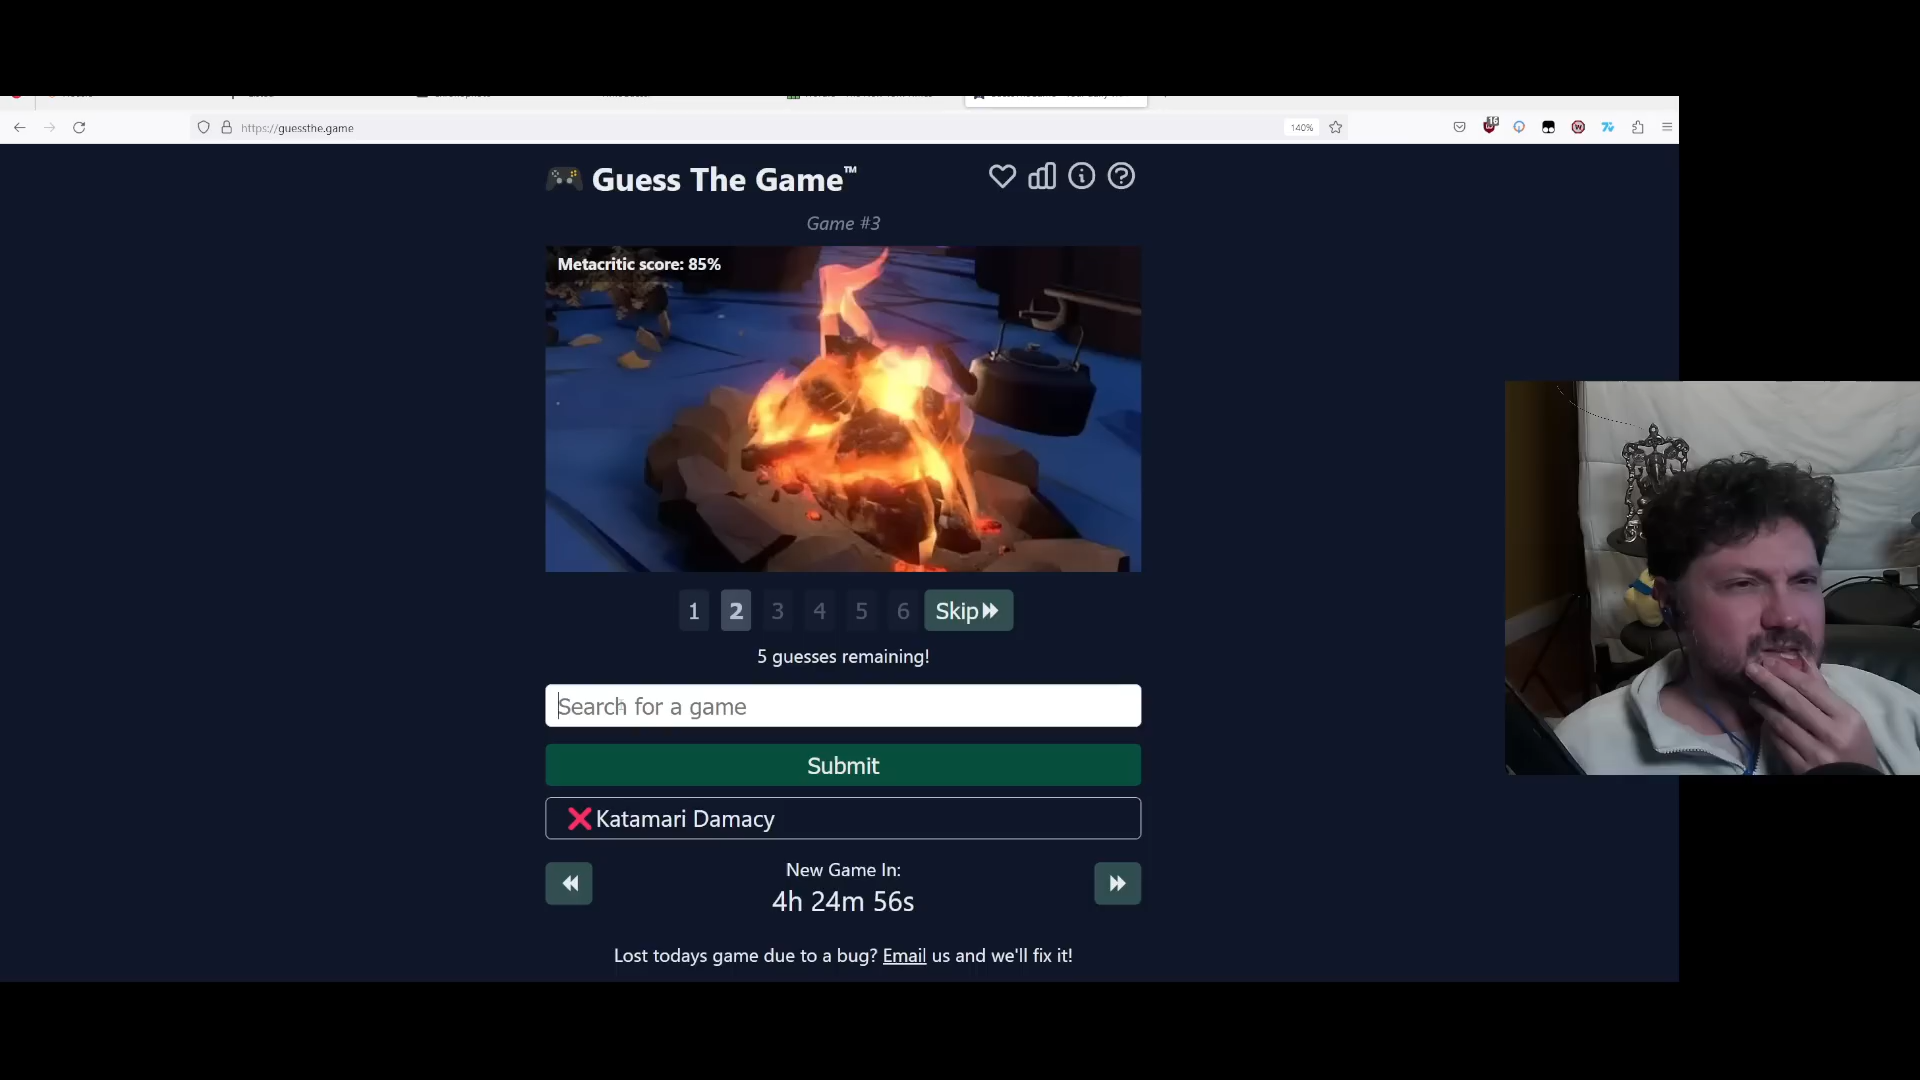 https://guessthe.game
140%
16
Guess The Game™
Game #3
Metacritic score: 85%
1 2 3 4 5 6 Skip
5 guesses remaining!
Search for a game
Submit
Katamari Damacy
New Game In:
4h 24m 56s
Lost todays game due to a bug? Email us and we'll fix it!